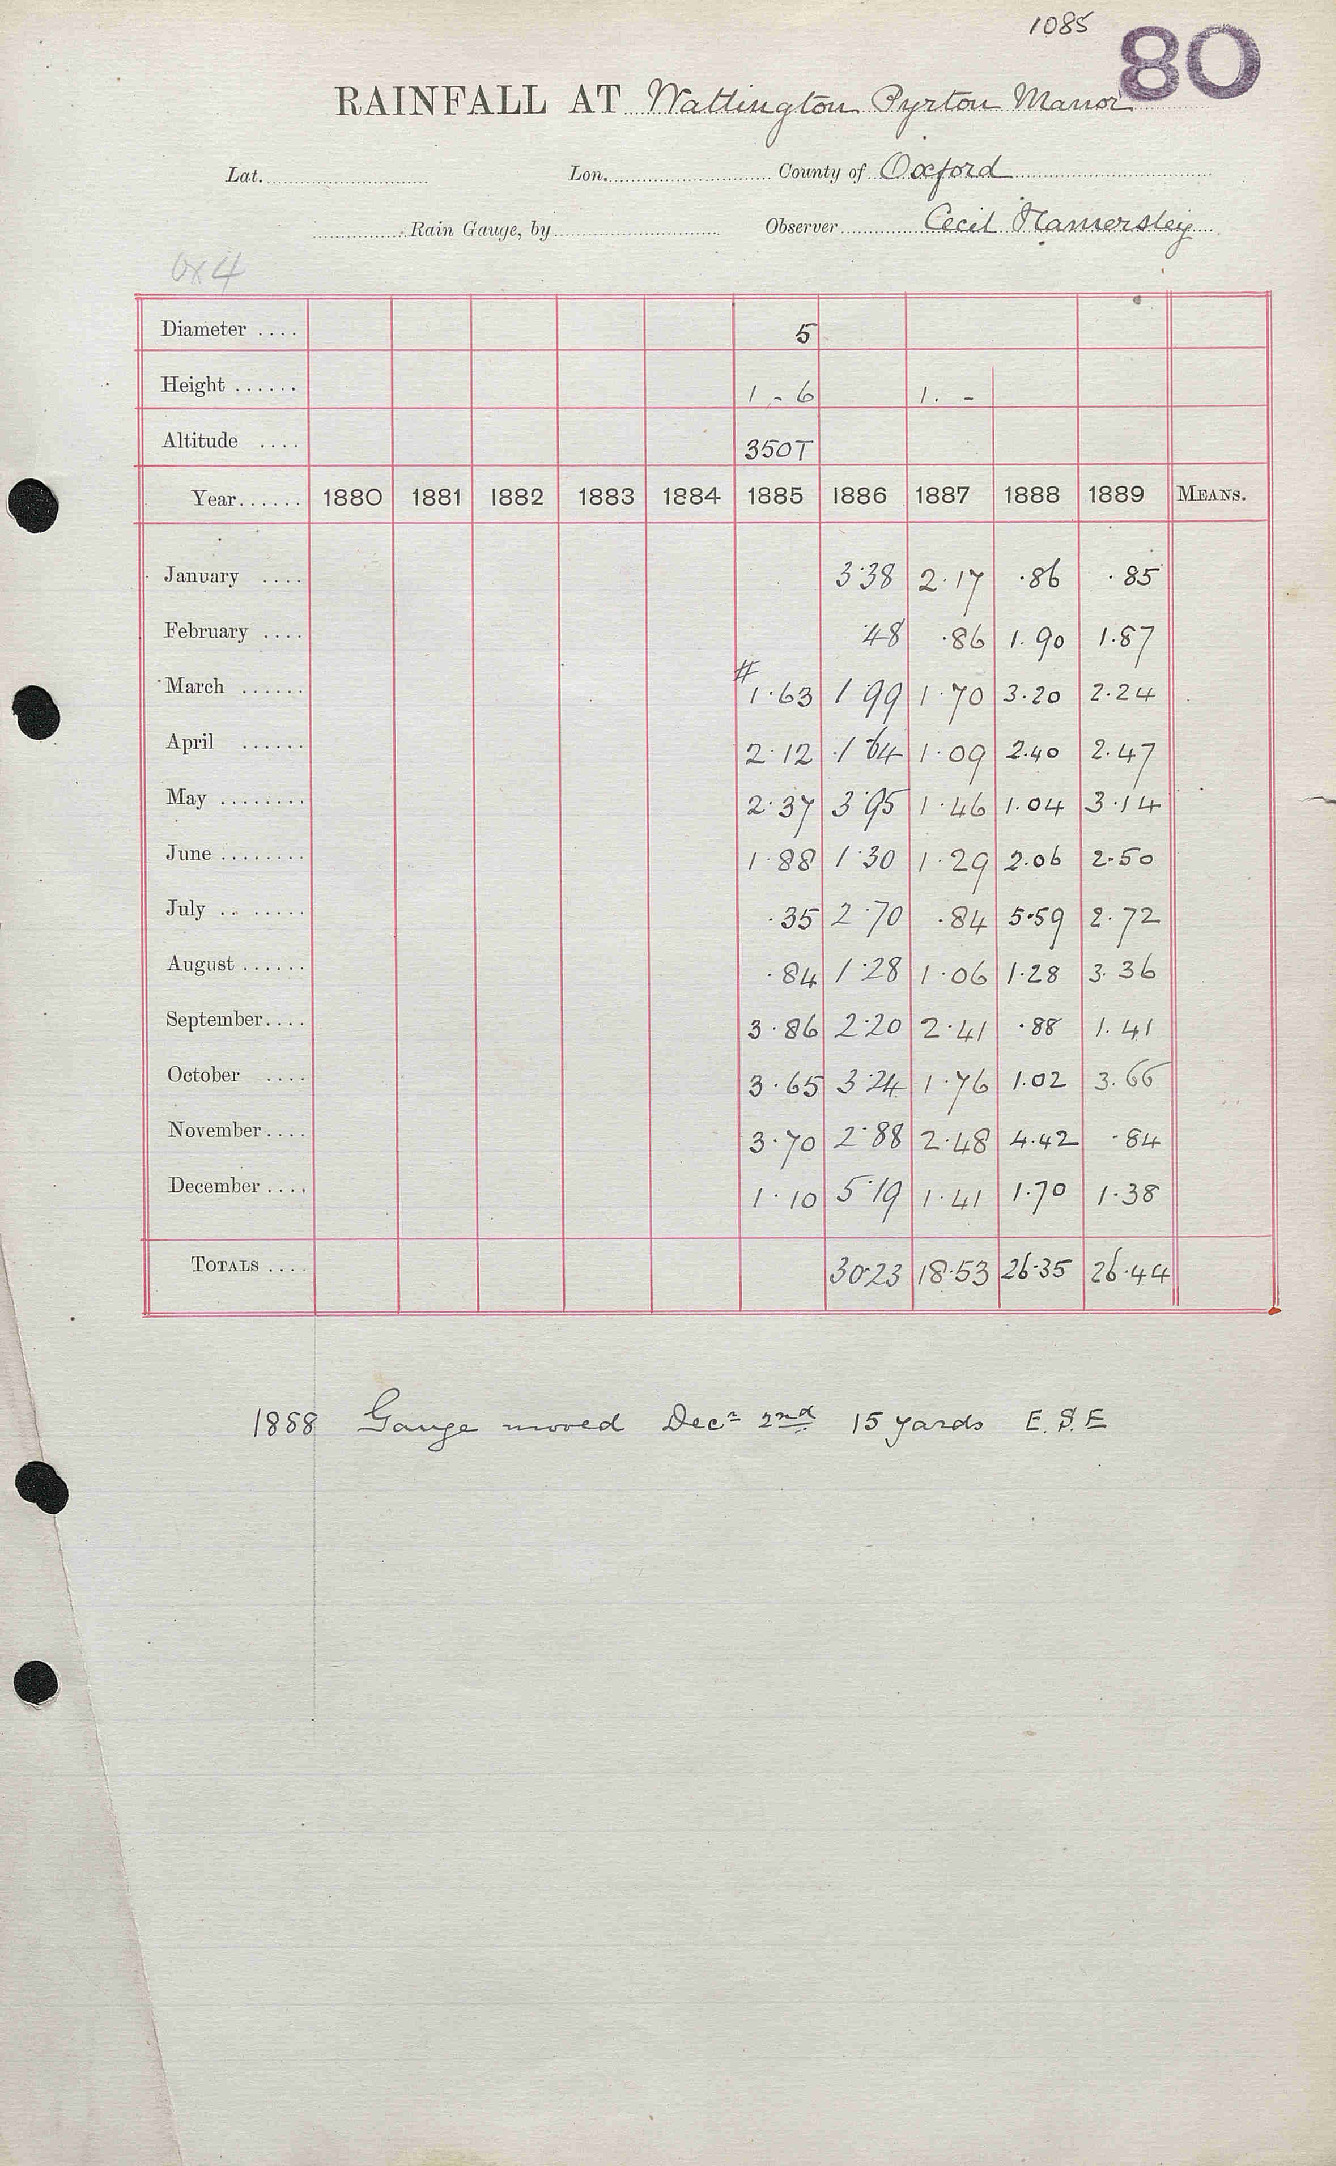 1085 80
RAINFALL AT Wattington Pyrton Manor
Lat. Lon. County of Oxford
Rain Gauge, by Observer Cecil Hamersley
Ox 4
Diameter .... 5
Height ...... 1 - 6 1. -
Altitude .... 350T
Year...... 1880 1881 1882 1883 1884 1885 1886 1887 1888 1889 MEANS.
January .... 3.38 2.17 .86 .85
February .... .48 .86 1.90 1.87
#
March ...... 1.63 1.99 1.70 3.20 2.24
April ...... 2.12 1.64 1.09 2.40 2.47
May ........ 2.37 3.95 1.46 1.04 3.14
June ........ 1.88 1.30 1.29 2.06 2.50
July .. ..... .35 2.70 .84 5.59 2.72
August ...... .84 1.28 1.06 1.28 3.36
September.... 3.86 2.20 2.41 .88 1.41
October .... 3.65 3.24 1.76 1.02 3.66
November.... 3.70 2.88 2.48 4.42 .84
December .... 1.10 5.19 1.41 1.70 1.38
TOTALS .... 30.23 18.53 26.35 26.44
1888 Gauge moved Decr 2nd 15 yards E.S.E